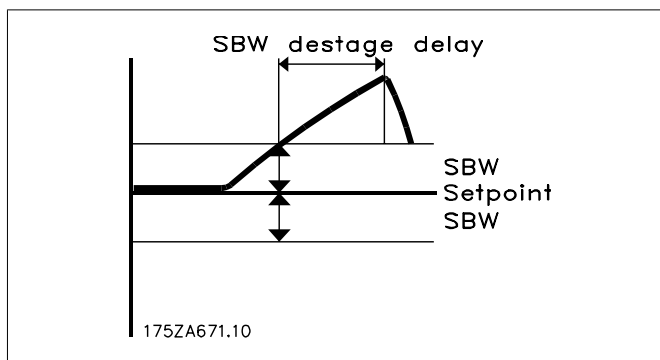 SBW destage delay
SBW
Setpoint
SBW
175ZA671.10